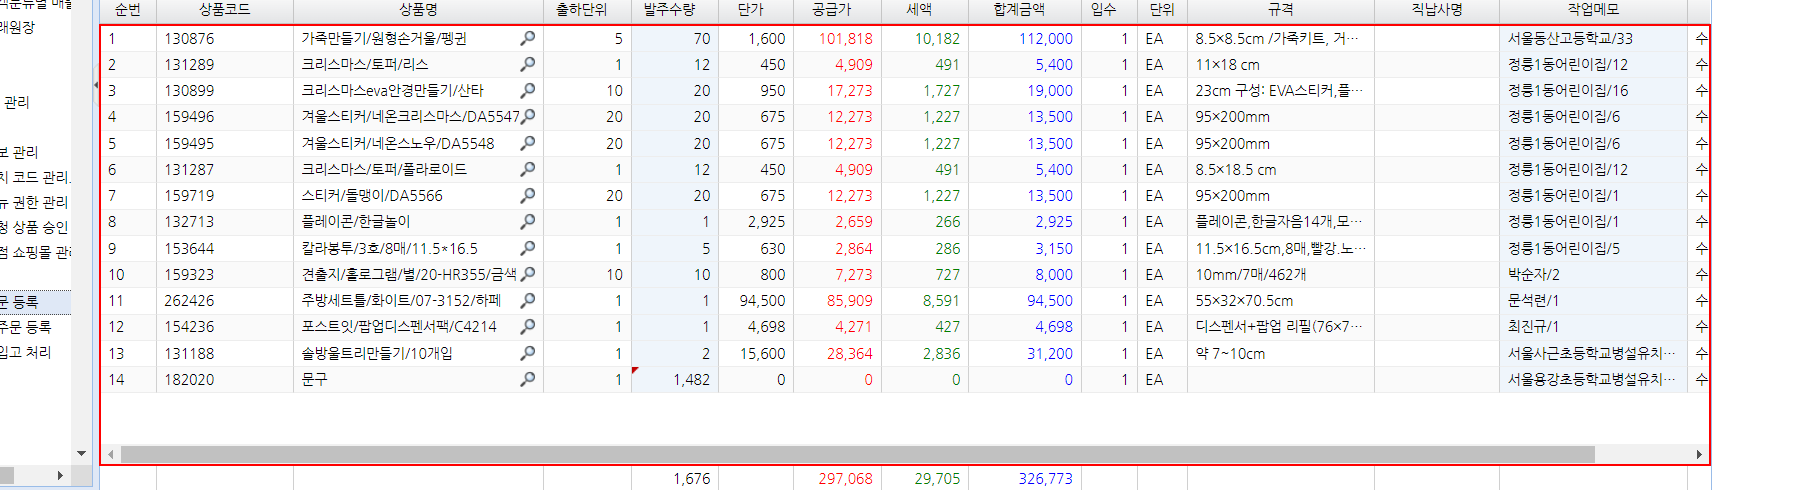 래원장
관리
보 관리
치 코드 관리.
뉴 권한 관리
청 상품 승인
점 쇼핑몰 관리
문 등록
주문 등록
입고 처리
순번 상품코드 상품명 출하단위 발주수량 단가 공급가 세액 합계금액 입수 단위 규격 직납사명 작업메모
1 130876 가죽만들기/원형손거울/펭귄 5 70 1,600 101,818 10,182 112,000 1 EA 8.5×8.5cm /가죽키트, 거… 서울동산고등학교/33 수
2 131289 크리스마스/토퍼/리스 1 12 450 4,909 491 5,400 1 EA 11×18 cm 정릉1동어린이집/12 수
3 130899 크리스마스eva안경만들기/산타 10 20 950 17,273 1,727 19,000 1 EA 23cm 구성: EVA스티커,플… 정릉1동어린이집/16 수
4 159496 겨울스티커/네온크리스마스/DA5547 20 20 675 12,273 1,227 13,500 1 EA 95×200mm 정릉1동어린이집/6 수
5 159495 겨울스티커/네온스노우/DA5548 20 20 675 12,273 1,227 13,500 1 EA 95×200mm 정릉1동어린이집/6 수
6 131287 크리스마스/토퍼/폴라로이드 1 12 450 4,909 491 5,400 1 EA 8.5×18.5 cm 정릉1동어린이집/12 수
7 159719 스티커/돌맹이/DA5566 20 20 675 12,273 1,227 13,500 1 EA 95×200mm 정릉1동어린이집/1 수
8 132713 플레이콘/한글놀이 1 1 2,925 2,659 266 2,925 1 EA 플레이콘,한글자음14개,모… 정릉1동어린이집/1 수
9 153644 칼라봉투/3호/8매/11.5*16.5 1 5 630 2,864 286 3,150 1 EA 11.5×16.5cm,8매,빨강.노… 정릉1동어린이집/5 수
10 159323 견출지/홀로그램/별/20-HR355/금색 10 10 800 7,273 727 8,000 1 EA 10mm/7매/462개 박순자/2 수
11 262426 주방세트틀/화이트/07-3152/하페 1 1 94,500 85,909 8,591 94,500 1 EA 55×32×70.5cm 문석련/1 수
12 154236 포스트잇/팝업디스펜서팩/C4214 1 1 4,698 4,271 427 4,698 1 EA 디스펜서+팝업 리필(76×7… 최진규/1 수
13 131188 솔방울트리만들기/10개입 1 2 15,600 28,364 2,836 31,200 1 EA 약 7~10cm 서울사근초등학교병설유치… 수
14 182020 문구 1 1,482 0 0 0 0 1 EA 서울용강초등학교병설유치… 수
1,676 297,068 29,705 326,773